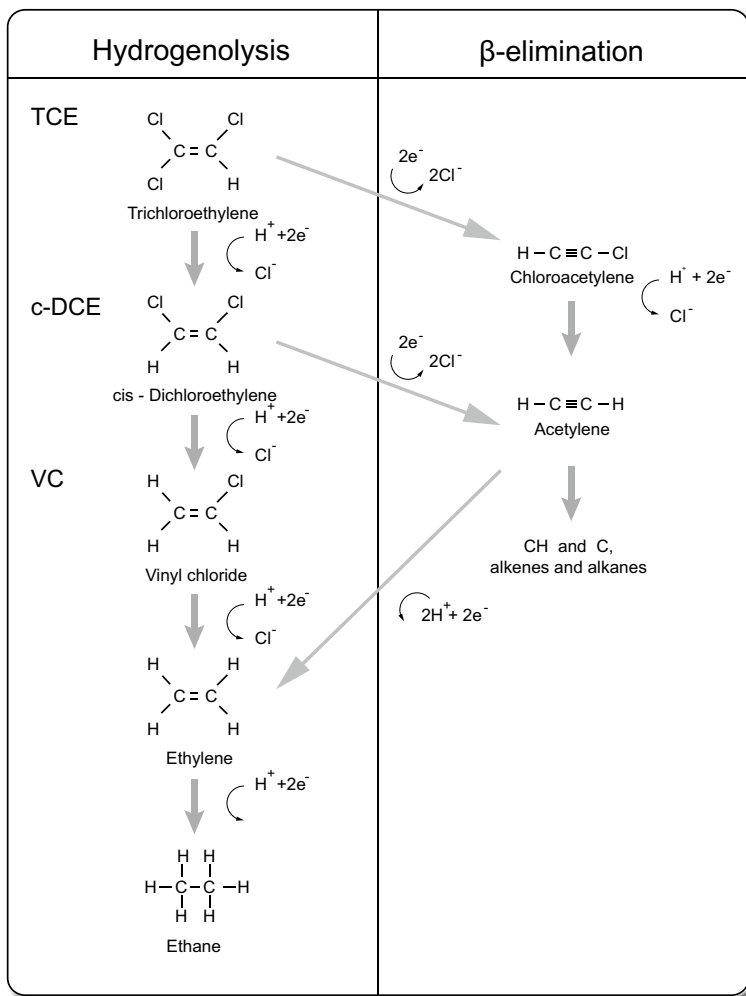 Hydrogenolysis
β-elimination
TCE
Cl Cl
C = C
Cl H
Trichloroethylene
H⁺+2e⁻
Cl⁻
2e⁻
2Cl⁻
H – C ≡ C – Cl
Chloroacetylene
H⁺ + 2e⁻
Cl⁻
c-DCE
Cl Cl
C = C
H H
cis - Dichloroethylene
H⁺+2e⁻
Cl⁻
2e⁻
2Cl⁻
H – C ≡ C – H
Acetylene
VC
H Cl
C = C
H H
Vinyl chloride
H⁺+2e⁻
Cl⁻
CH and C,
alkenes and alkanes
2H⁺+ 2e⁻
H H
C = C
H H
Ethylene
H⁺+2e⁻
H H
H – C – C – H
H H
Ethane